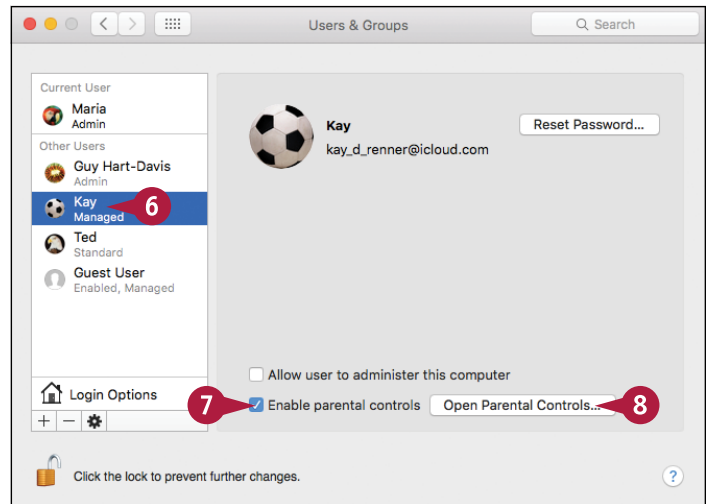 Users & Groups
Search
Current User
Maria
Admin
Other Users
Guy Hart-Davis
Admin
Kay
Managed
6
Ted
Standard
Guest User
Enabled, Managed
Login Options
Kay
kay_d_renner@icloud.com
Reset Password...
Allow user to administer this computer
7
Enable parental controls
Open Parental Controls...
8
Click the lock to prevent further changes.
?